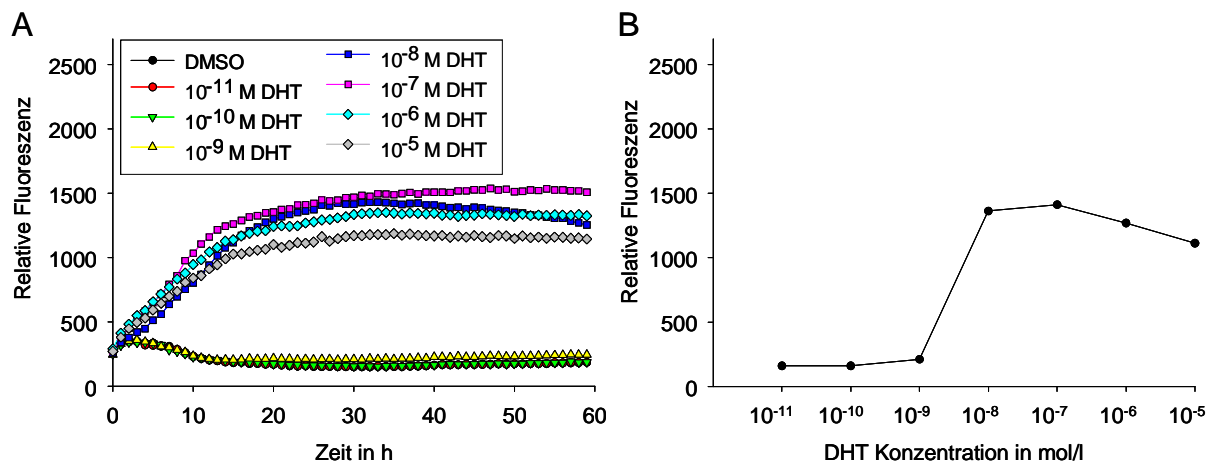 A
DMSO
10-11 M DHT
10-10 M DHT
10-9 M DHT
10-8 M DHT
10-7 M DHT
10-6 M DHT
10-5 M DHT
Relative Fluoreszenz
2500
2000
1500
1000
500
0
0 10 20 30 40 50 60
Zeit in h
B
Relative Fluoreszenz
2500
2000
1500
1000
500
0
10-11 10-10 10-9 10-8 10-7 10-6 10-5
DHT Konzentration in mol/l